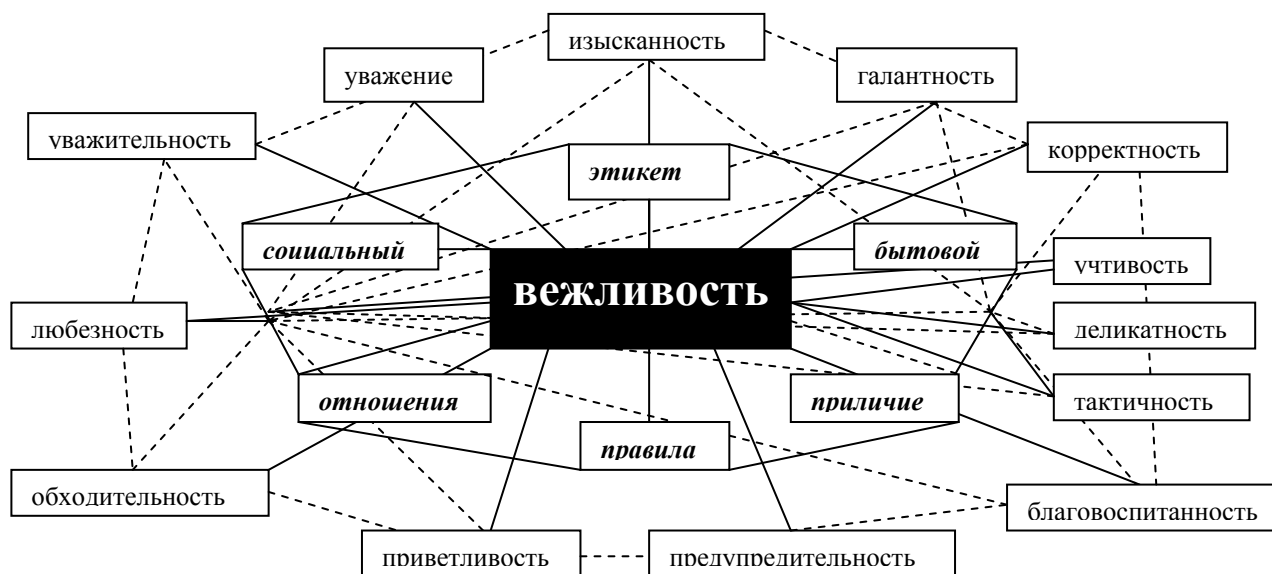 изысканность
уважение
галантность
уважительность
корректность
этикет
социальный
бытовой
учтивость
вежливость
любезность
деликатность
отношения
приличие
тактичность
правила
обходительность
благовоспитанность
приветливость
предупредительность